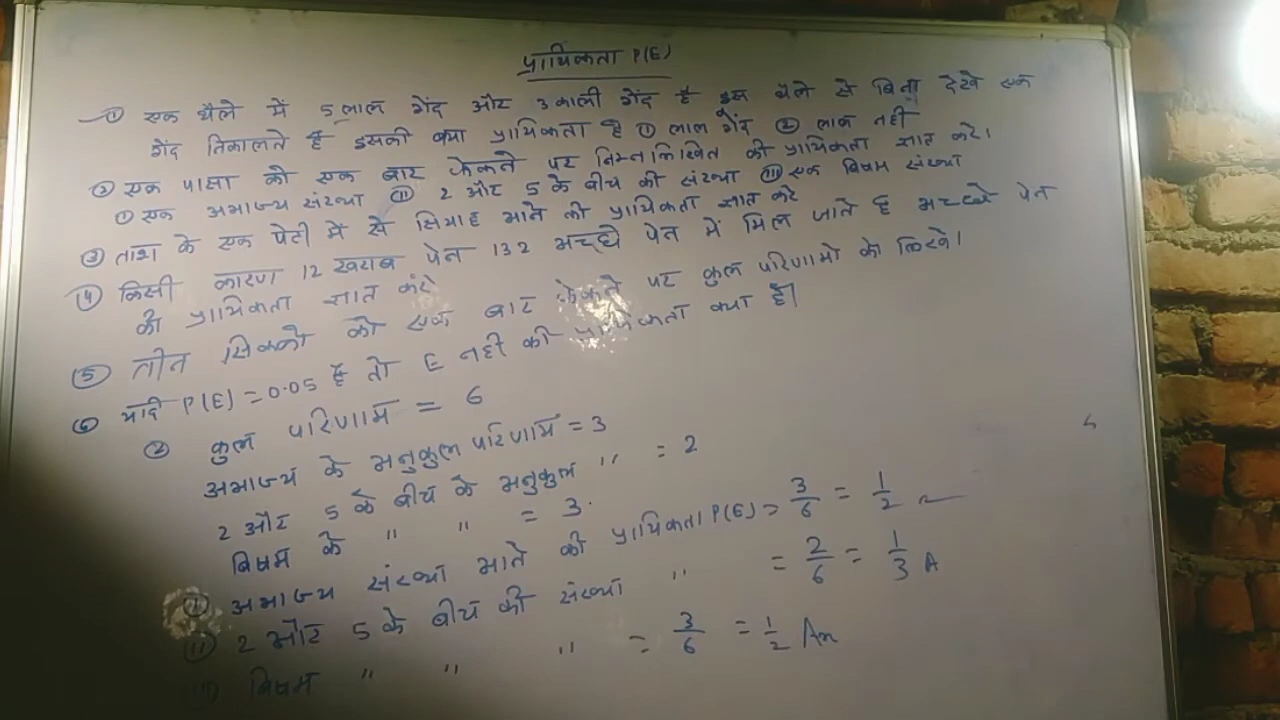 प्रायिकता P(E)
① एक थैले में 5 लाल गेंद और 3 काली गेंद है इस थैले से बिना देखे एक
गेंद निकालते हैं इसकी क्या प्रायिकता है ① लाल गेंद ② लाल नहीं
② एक पासा को एक बार फेकने पर निम्नलिखित की प्रायिकता ज्ञात करे।
① एक अभाज्य संख्या ⑪ 2 और 5 के बीच की संख्या ⑪⑪ एक विषम संख्या
③ ताश के एक पेटी में से सियाह आने की प्रायिकता ज्ञात करे
④ किसी कारण 12 खराब पेन 132 अच्छे पेन में मिल जाते है अच्छे पेन
की प्रायिकता ज्ञात करें
⑤ तीन सिक्को को एक बार फेकने पर कुल परिणामो को लिखे।
⑥ यदि P(E) = 0.05 है तो E नही की प्रायिकता क्या है।
② कुल परिणाम = 6
अभाज्य के अनुकुल परिणाम = 3
2 और 5 के बीच के अनुकुल " = 2
विषम के " " = 3.
① अभाज्य संख्या आने की प्रायिकता P(E) = 3/6 = 1/2
⑪ 2 और 5 के बीच की संख्या " = 2/6 = 1/3 A
विषम " " " = 3/6 = 1/2 An